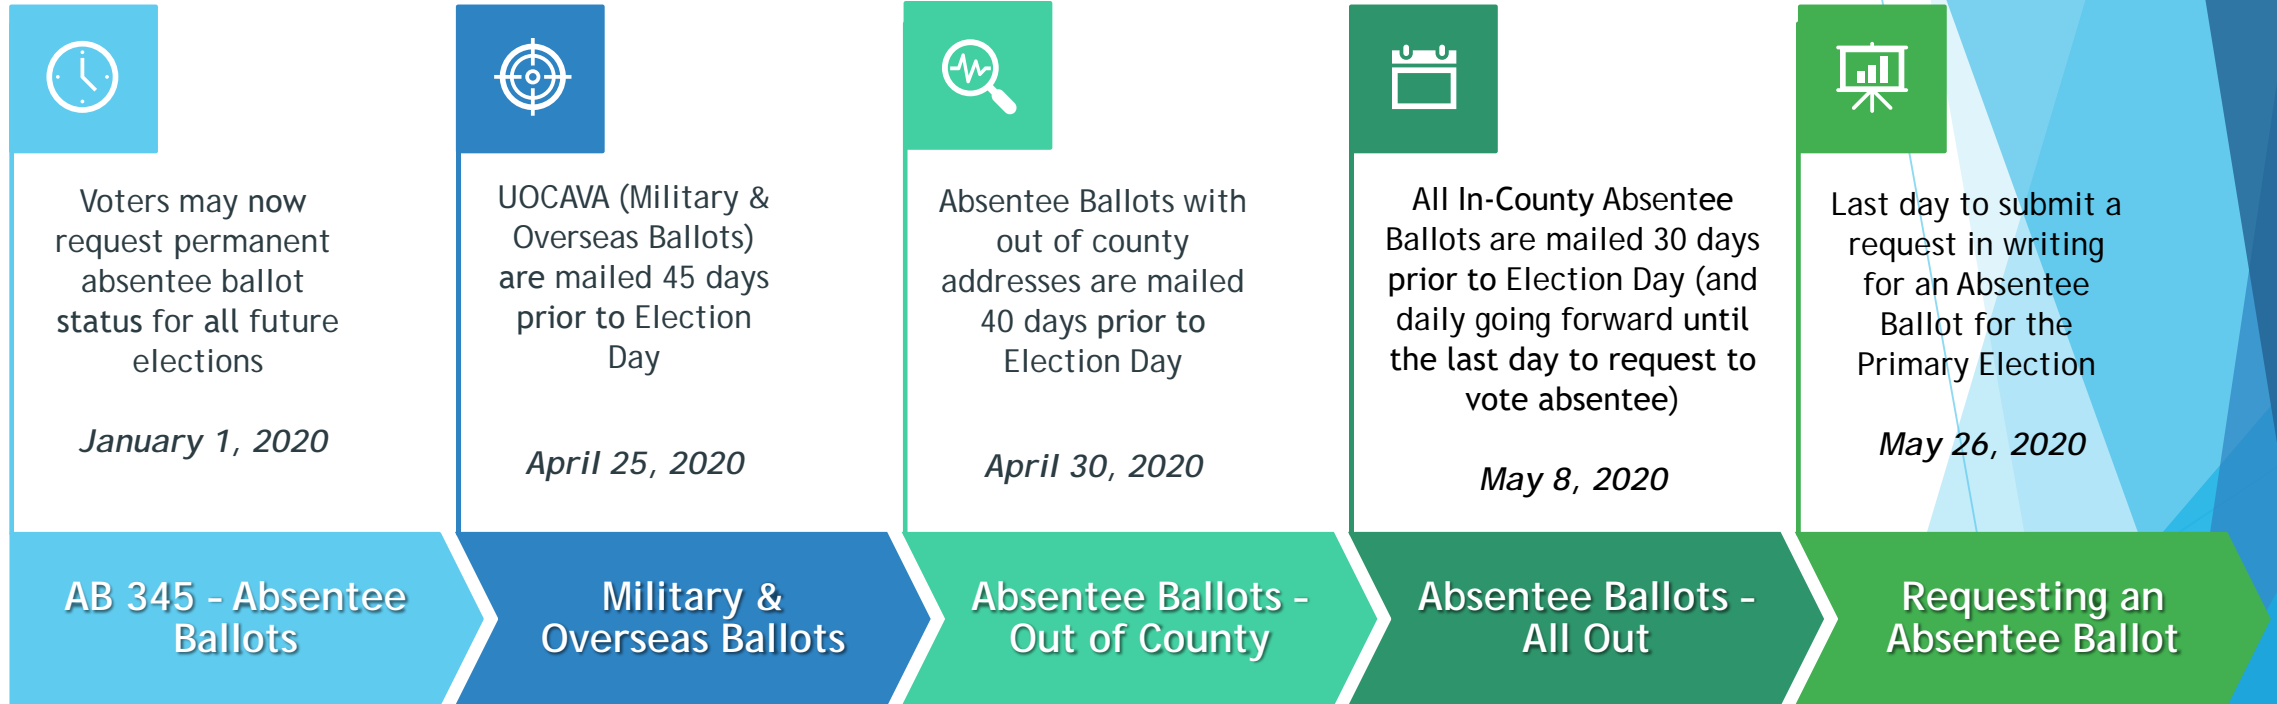 Voters may now
request permanent
absentee ballot
status for all future
elections
January 1, 2020
AB 345 – Absentee
Ballots
UOCAVA (Military &
Overseas Ballots)
are mailed 45 days
prior to Election
Day
April 25, 2020
Military &
Overseas Ballots
Absentee Ballots with
out of county
addresses are mailed
40 days prior to
Election Day
April 30, 2020
Absentee Ballots –
Out of County
All In-County Absentee
Ballots are mailed 30 days
prior to Election Day (and
daily going forward until
the last day to request to
vote absentee)
May 8, 2020
Absentee Ballots –
All Out
Last day to submit a
request in writing
for an Absentee
Ballot for the
Primary Election
May 26, 2020
Requesting an
Absentee Ballot